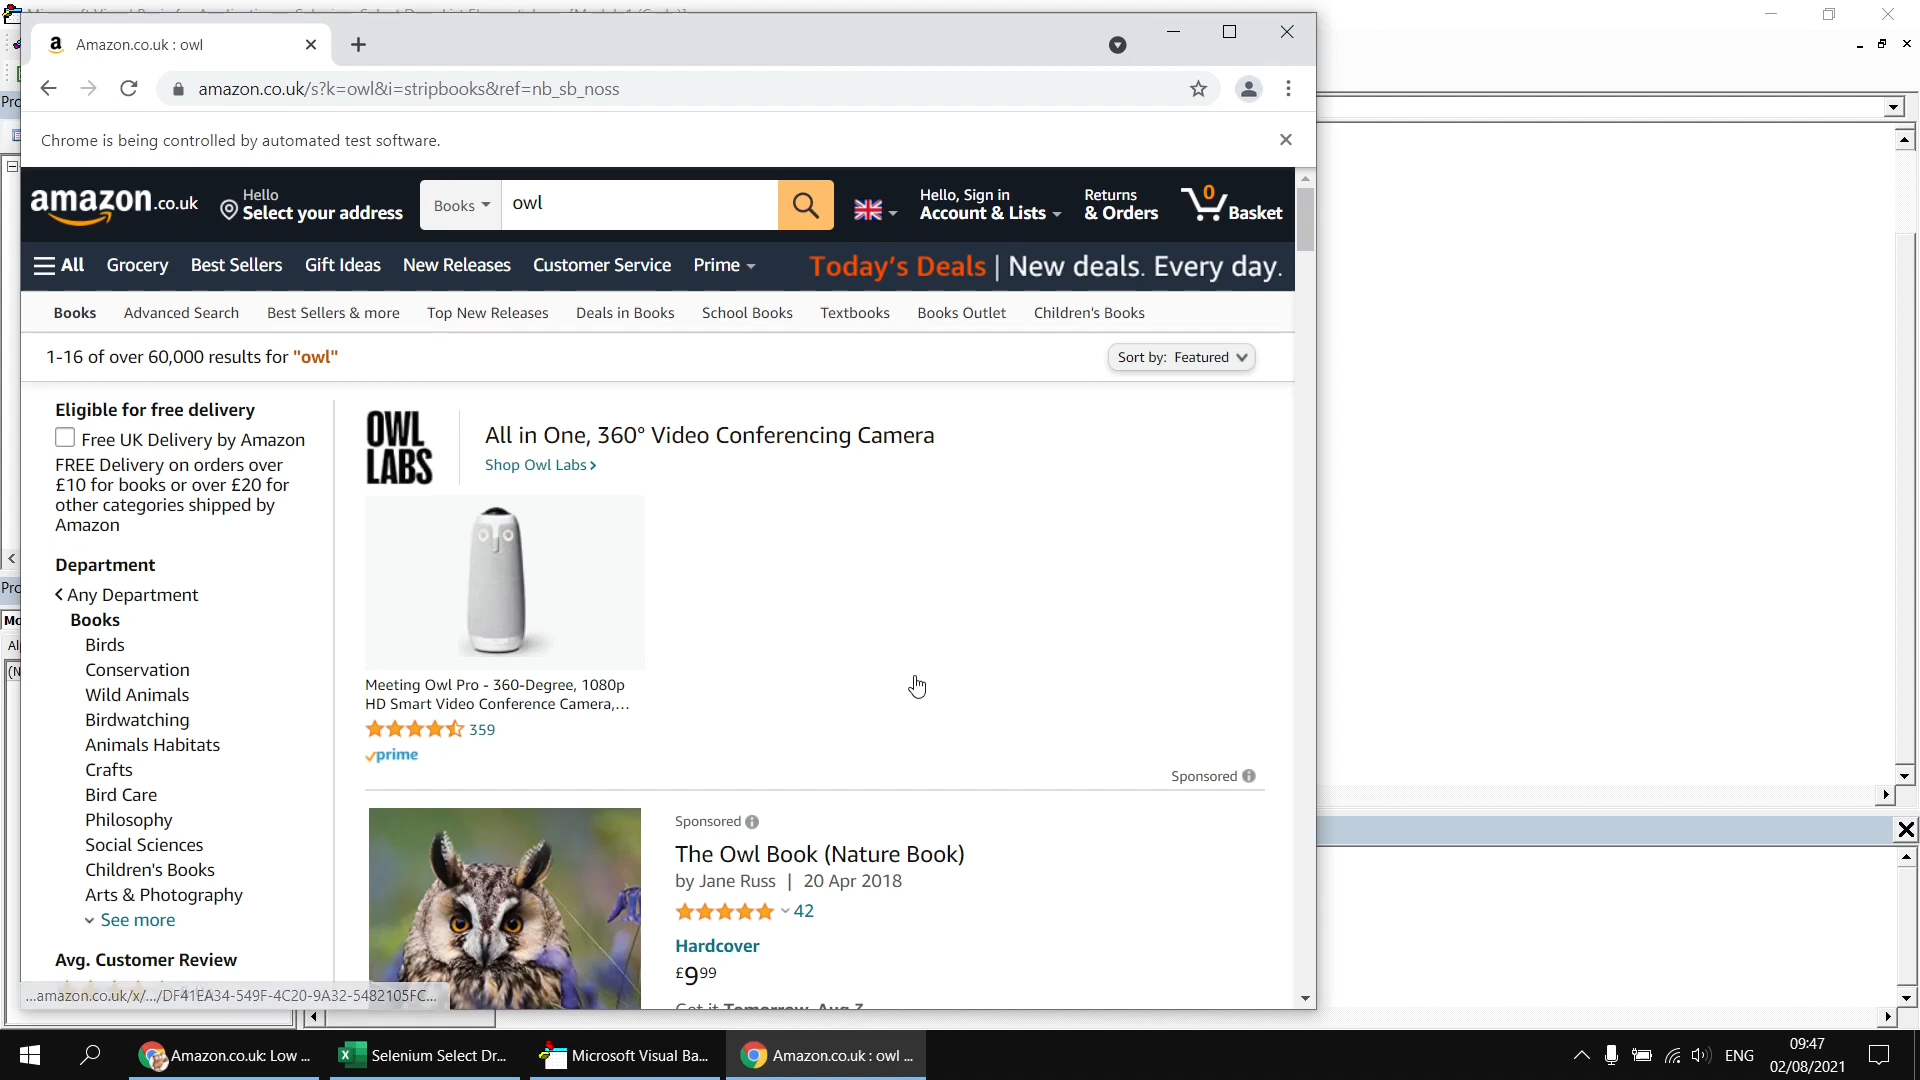 Amazon.co.uk : owl
amazon.co.uk/s?k=owl&i=stripbooks&ref=nb_sb_noss
Chrome is being controlled by automated test software.
amazon.co.uk
Hello
Select your address
Books
owl
Hello, Sign in
Account & Lists
Returns
& Orders
0
Basket
All
Grocery
Best Sellers
Gift Ideas
New Releases
Customer Service
Prime
Today's Deals | New deals. Every day.
Books
Advanced Search
Best Sellers & more
Top New Releases
Deals in Books
School Books
Textbooks
Books Outlet
Children's Books
1-16 of over 60,000 results for "owl"
Sort by: Featured
Eligible for free delivery
Free UK Delivery by Amazon
FREE Delivery on orders over
£10 for books or over £20 for
other categories shipped by
Amazon
Department
Any Department
Books
Birds
Conservation
Wild Animals
Birdwatching
Animals Habitats
Crafts
Bird Care
Philosophy
Social Sciences
Children's Books
Arts & Photography
See more
Avg. Customer Review
...amazon.co.uk/x/.../DF41EA34-549F-4C20-9A32-5482105FC...
OWL
LABS
All in One, 360° Video Conferencing Camera
Shop Owl Labs
Meeting Owl Pro - 360-Degree, 1080p
HD Smart Video Conference Camera,...
359
prime
Sponsored
Sponsored
The Owl Book (Nature Book)
by Jane Russ | 20 Apr 2018
42
Hardcover
£999
Amazon.co.uk: Low ...
Selenium Select Dr...
Microsoft Visual Ba...
Amazon.co.uk : owl ...
ENG
09:47
02/08/2021